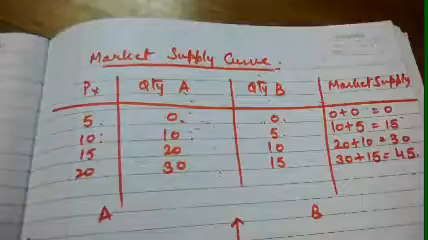 Market Supply Curve.
Px Qty A Qty B Market Supply
5 0 0 0+0=0
10 10 5 10+5=15
15 20 10 20+10=30
20 30 15 30+15=45
A B